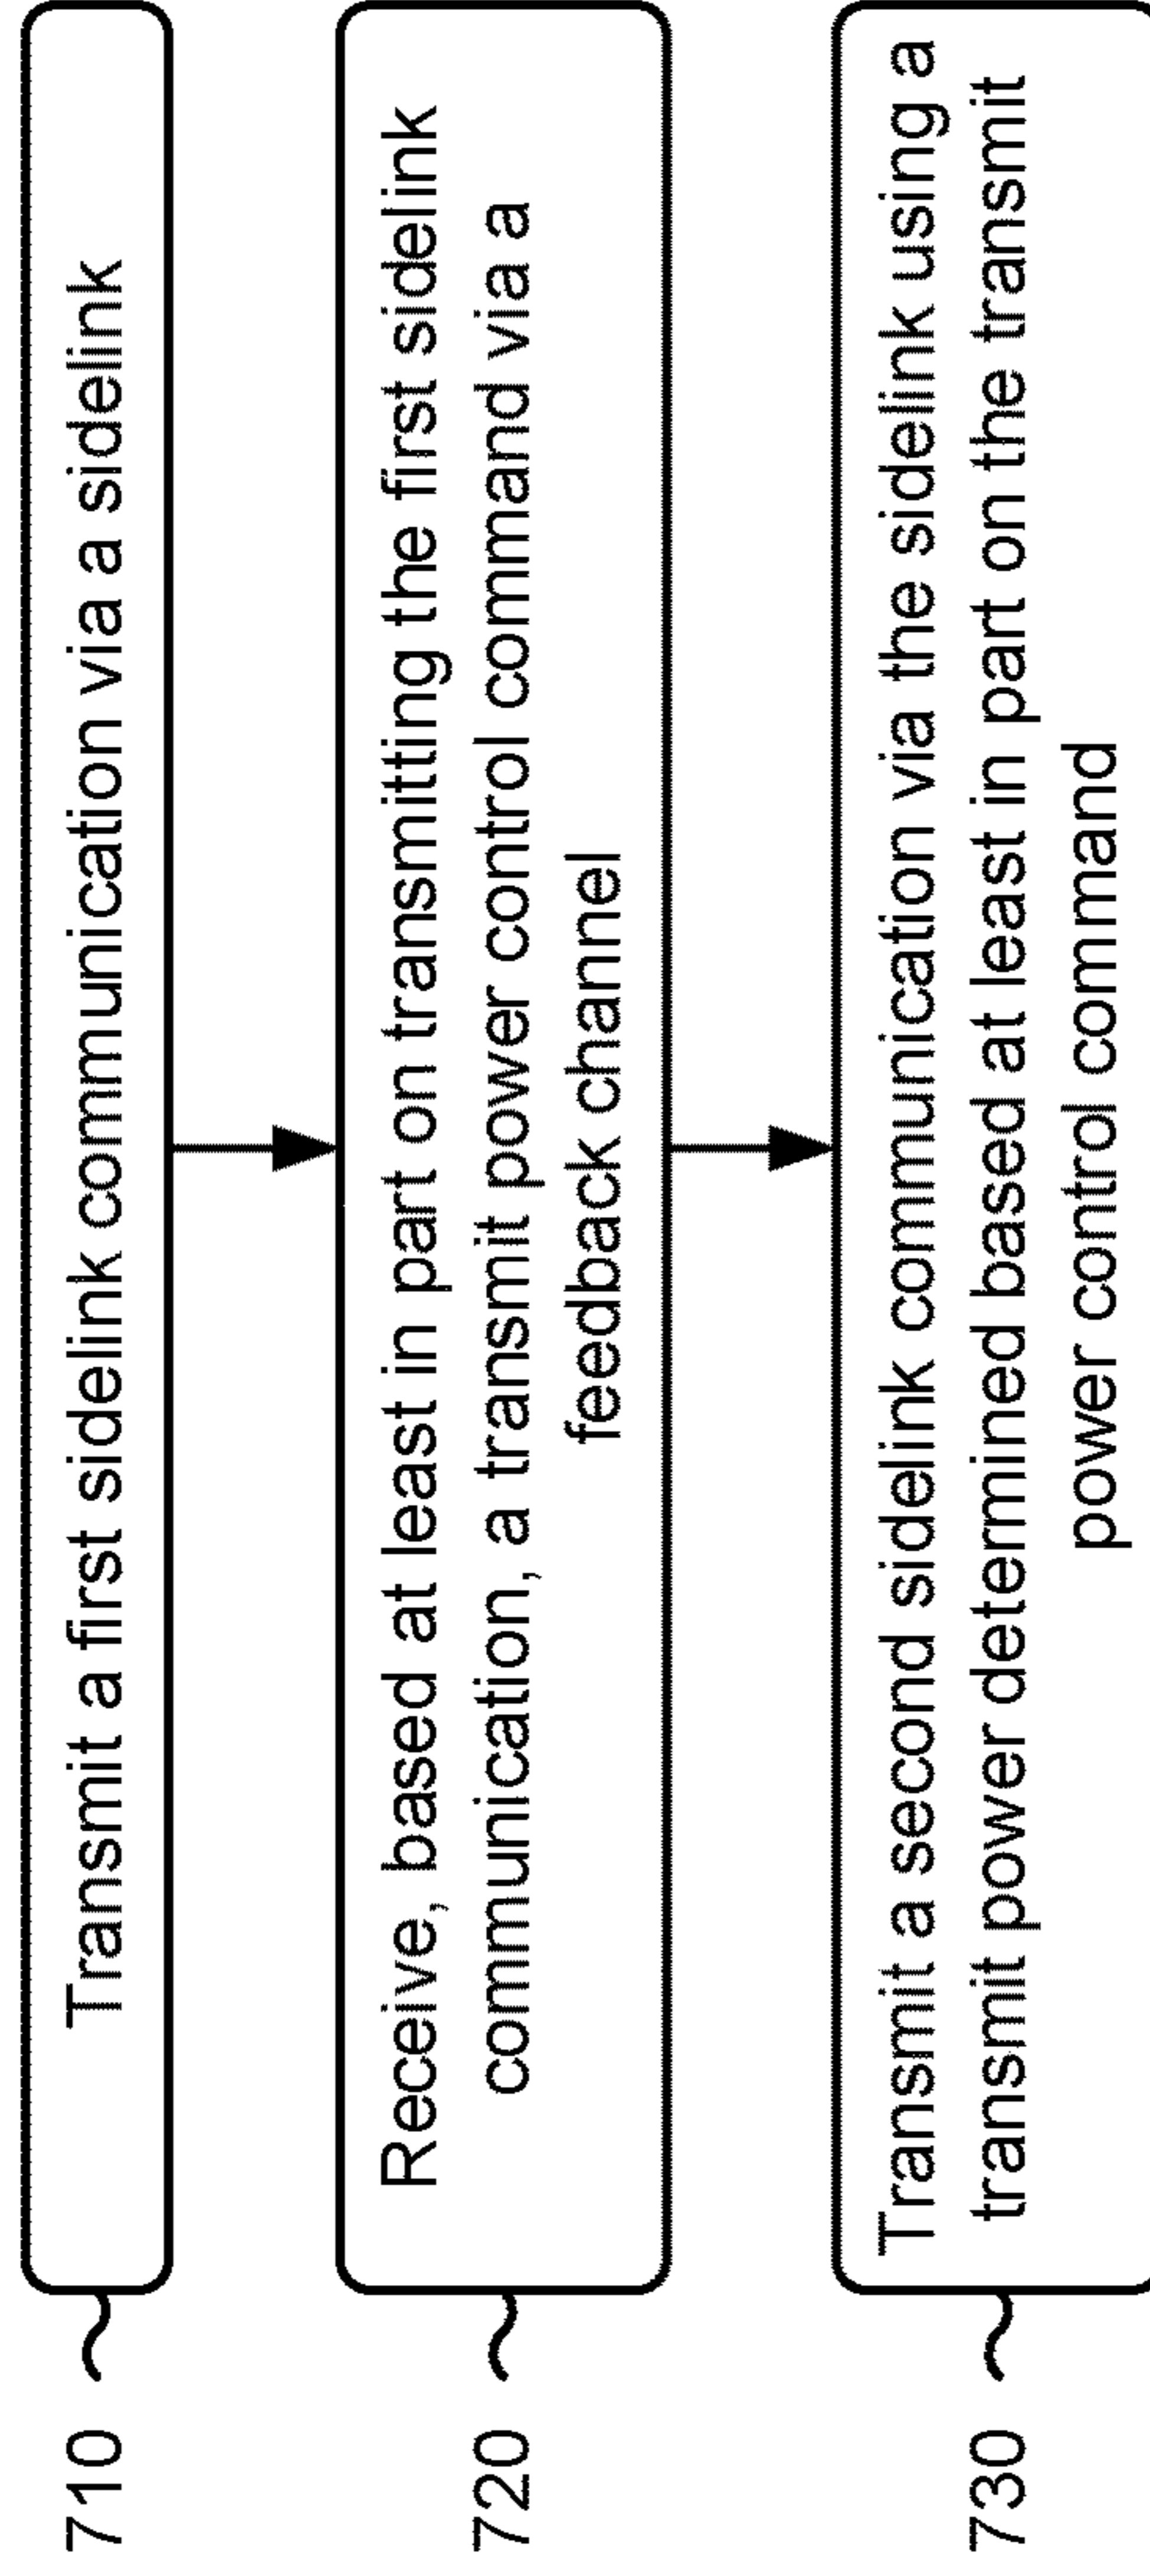 710
Transmit a first sidelink communication via a sidelink
720
Receive, based at least in part on transmitting the first sidelink
communication, a transmit power control command via a
feedback channel
730
Transmit a second sidelink communication via the sidelink using a
transmit power determined based at least in part on the transmit
power control command